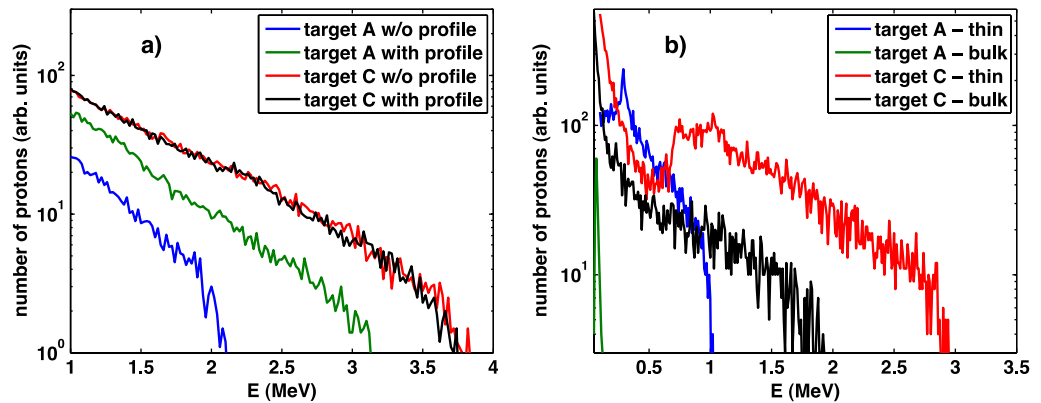 a)
target A w/o profile
target A with profile
target C w/o profile
target C with profile
number of protons (arb. units)
10^2
10^1
10^0
1
1.5
2
2.5
3
3.5
4
E (MeV)
b)
target A – thin
target A – bulk
target C – thin
target C – bulk
number of protons (arb. units)
10^2
10^1
0.5
1
1.5
2
2.5
3
3.5
E (MeV)